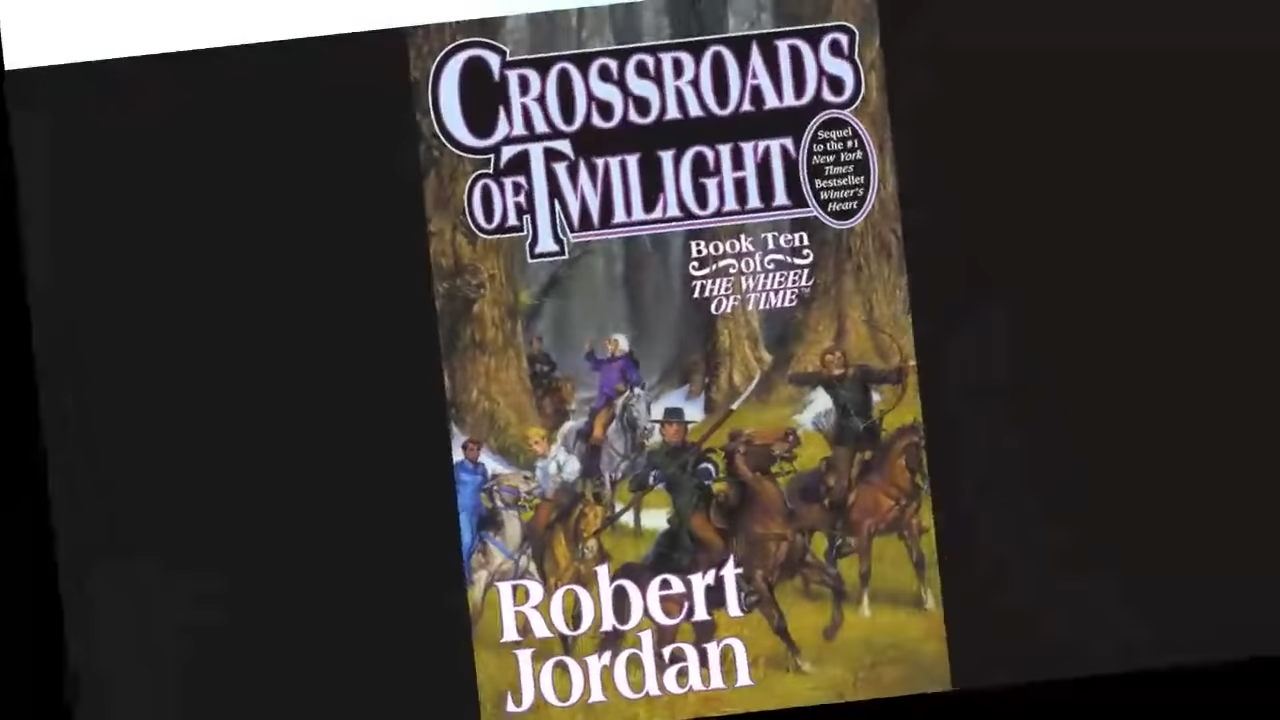 CROSSROADS
OF TWILIGHT
Sequel
to the #1
New York
Times
Bestseller
Winter's
Heart
Book Ten
of
THE WHEEL
OF TIME™
Robert
Jordan